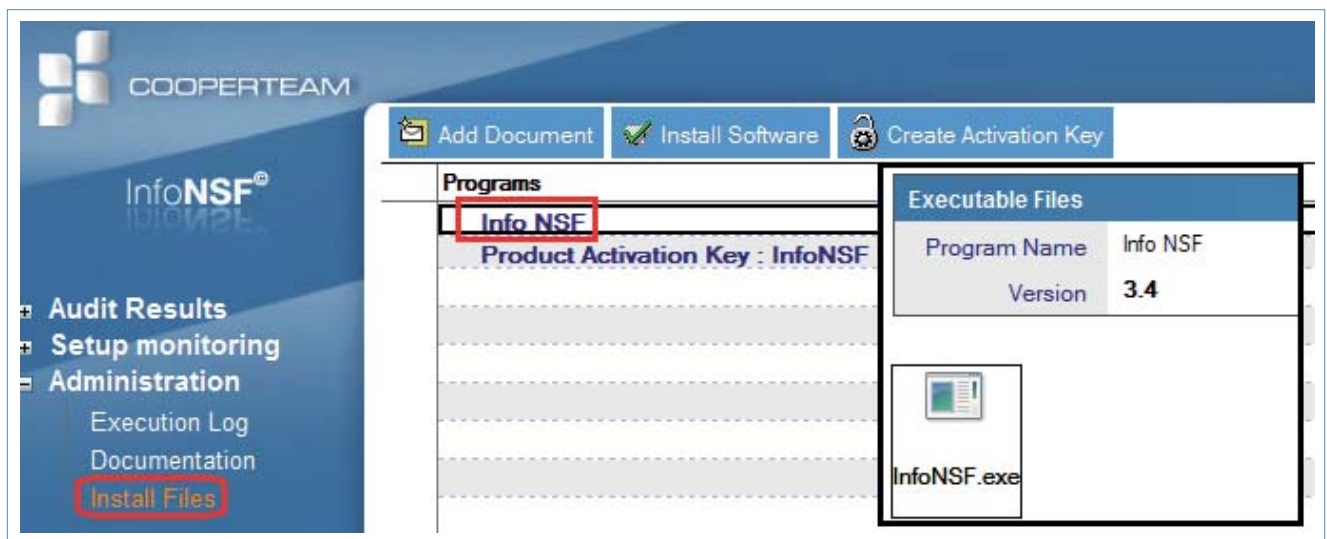 COOPERTEAM
InfoNSF©
Audit Results
Setup monitoring
Administration
Execution Log
Documentation
Install Files
Add Document Install Software Create Activation Key
Programs
Info NSF
Product Activation Key : InfoNSF
Executable Files
Program Name Info NSF
Version 3.4
InfoNSF.exe